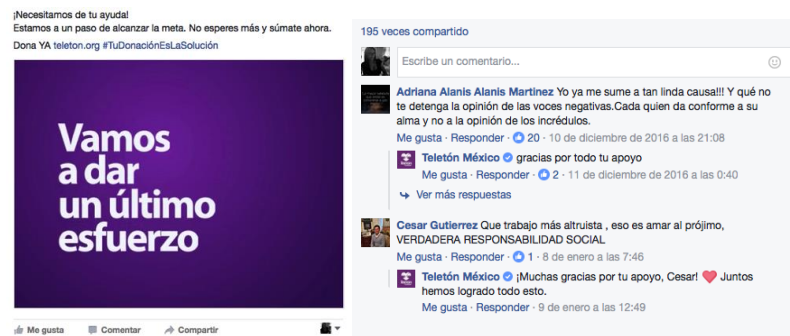 ¡Necesitamos de tu ayuda!
Estamos a un paso de alcanzar la meta. No esperes más y súmate ahora.
Dona YA teleton.org #TuDonaciónEsLaSolución
Vamos
a dar
un último
esfuerzo
Me gusta Comentar Compartir
195 veces compartido
Escribe un comentario...
Adriana Alanis Alanis Martinez Yo ya me sume a tan linda causa!!! Y qué no
te detenga la opinión de las voces negativas.Cada quien da conforme a su
alma y no a la opinión de los incrédulos.
Me gusta · Responder · 20 · 10 de diciembre de 2016 a las 21:08
Teletón México gracias por todo tu apoyo
Me gusta · Responder · 2 · 11 de diciembre de 2016 a las 0:40
Ver más respuestas
Cesar Gutierrez Que trabajo más altruista , eso es amar al prójimo,
VERDADERA RESPONSABILIDAD SOCIAL
Me gusta · Responder · 1 · 8 de enero a las 7:46
Teletón México ¡Muchas gracias por tu apoyo, Cesar! ❤ Juntos
hemos logrado todo esto.
Me gusta · Responder · 9 de enero a las 12:49